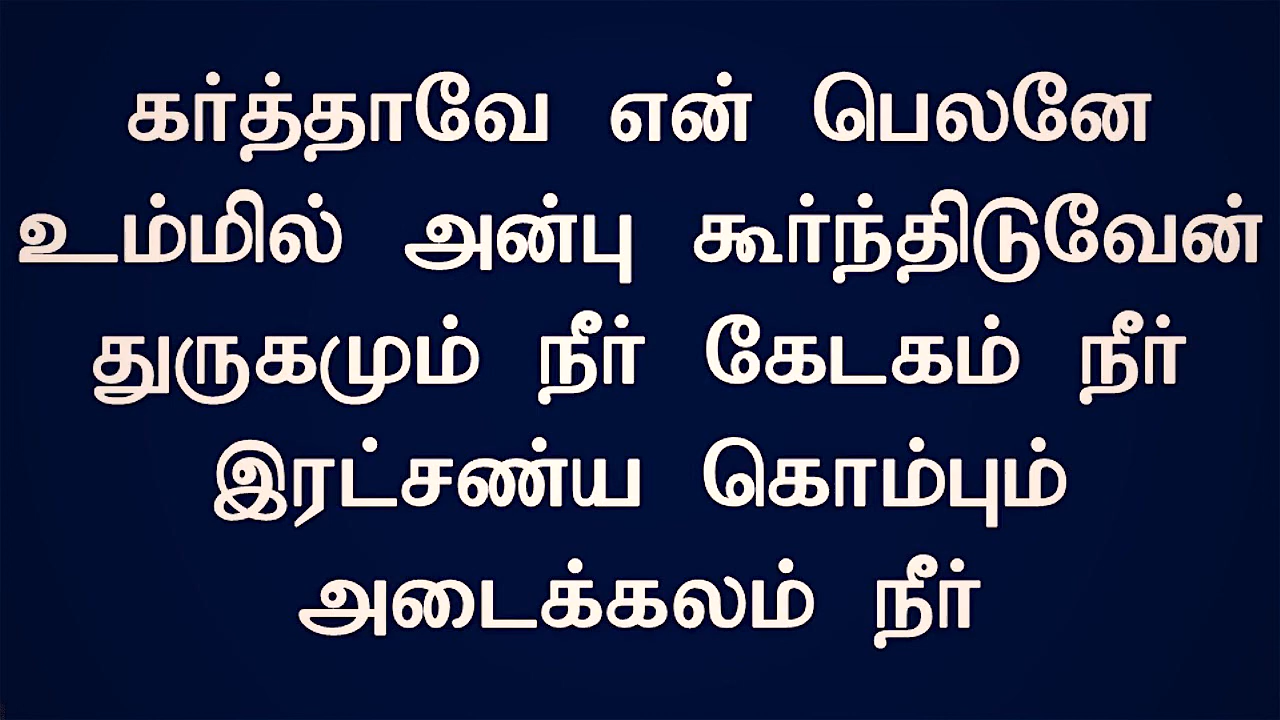 கர்த்தாவே என் பெலனே
உம்மில் அன்பு கூர்ந்திடுவேன்
துருகமும் நீர் கேடகம் நீர்
இரட்சண்ய கொம்பும்
அடைக்கலம் நீர்